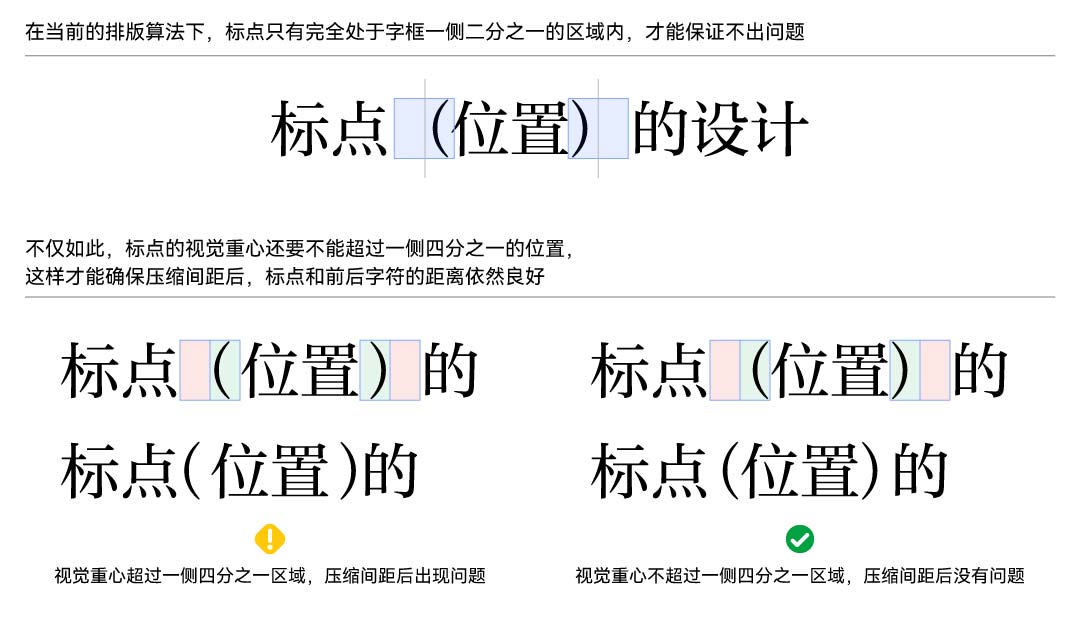 在当前的排版算法下，标点只有完全处于字框一侧二分之一的区域内，才能保证不出问题
标点（位置）的设计
不仅如此，标点的视觉重心还要不能超过一侧四分之一的位置，
这样才能确保压缩间距后，标点和前后字符的距离依然良好
标点（位置）的
标点（位置）的
标点(位置)的
标点(位置)的
视觉重心超过一侧四分之一区域，压缩间距后出现问题
视觉重心不超过一侧四分之一区域，压缩间距后没有问题